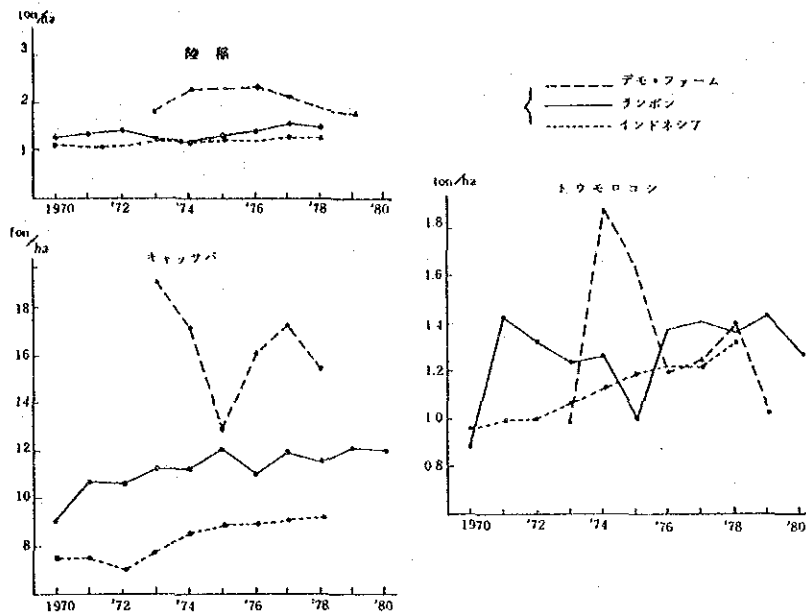 ton/ha
陸稲
3
2
1
1970 '72 '74 '76 '78 '80
デモ・ファーム
ランポン
インドネシア
ton/ha
キャッサバ
18
16
14
12
10
8
1970 '72 '74 '76 '78 '80
ton/ha
トウモロコシ
1.8
1.6
1.4
1.2
1.0
0.8
1970 '72 '74 '76 '78 '80